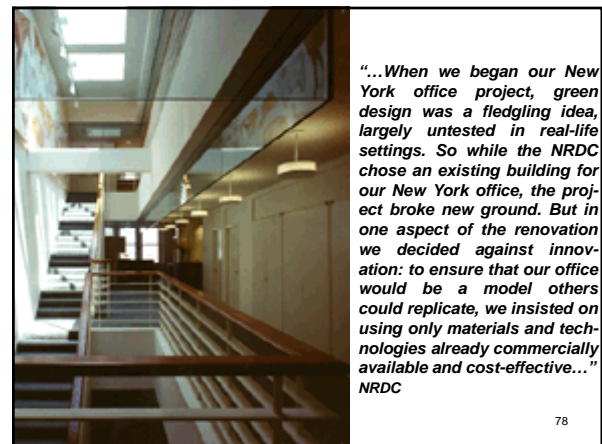 “…When we began our New
York office project, green
design was a fledgling idea,
largely untested in real-life
settings. So while the NRDC
chose an existing building for
our New York office, the proj-
ect broke new ground. But in
one aspect of the renovation
we decided against innov-
ation: to ensure that our office
would be a model others
could replicate, we insisted on
using only materials and tech-
nologies already commercially
available and cost-effective…”
NRDC
78